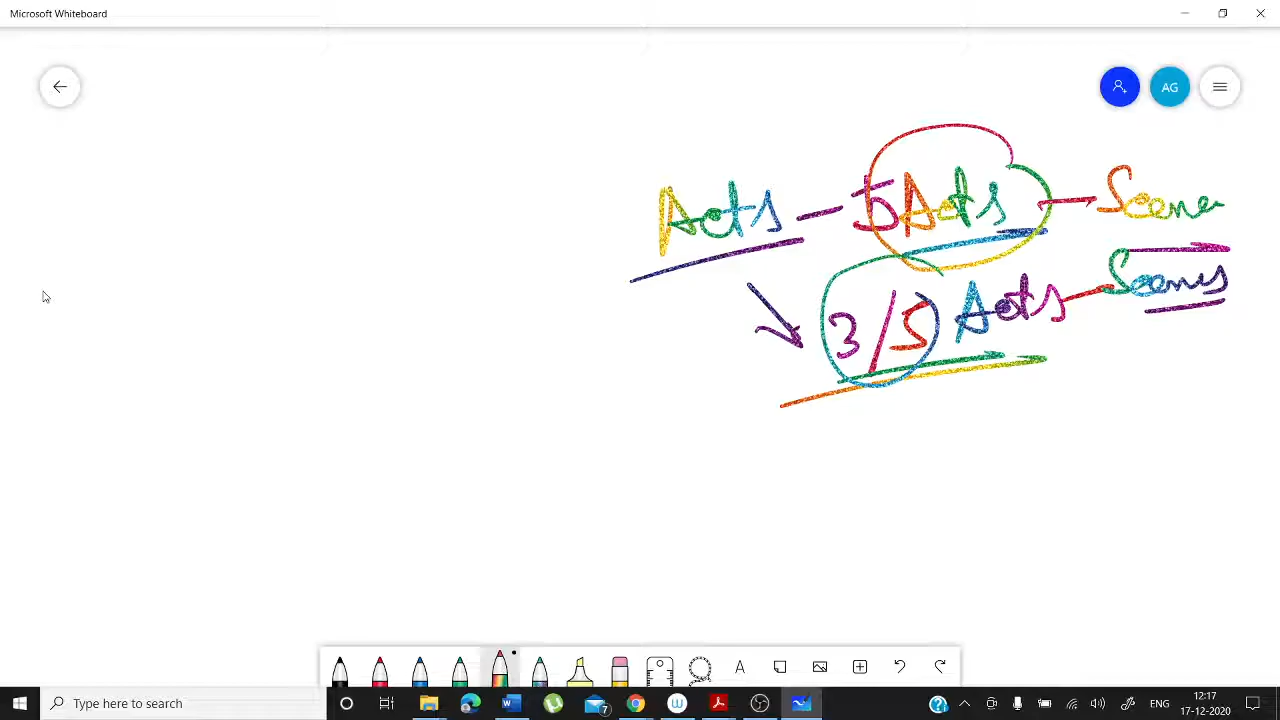 Microsoft Whiteboard
AG
Acts - 5 Acts - Scene
3/5 Acts - Scenes
A
Type here to search
7
ENG
12:17
17-12-2020